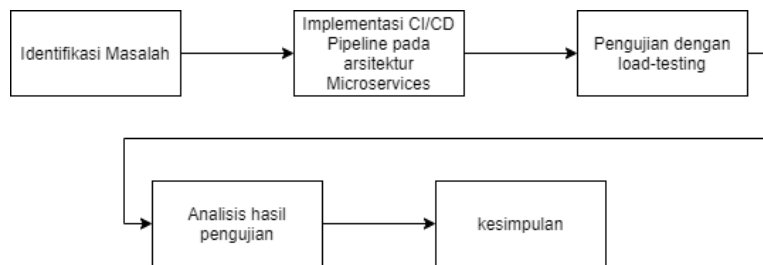 Identifikasi Masalah
Implementasi CI/CD
Pipeline pada
arsitektur
Microservices
Pengujian dengan
load-testing
Analisis hasil
pengujian
kesimpulan